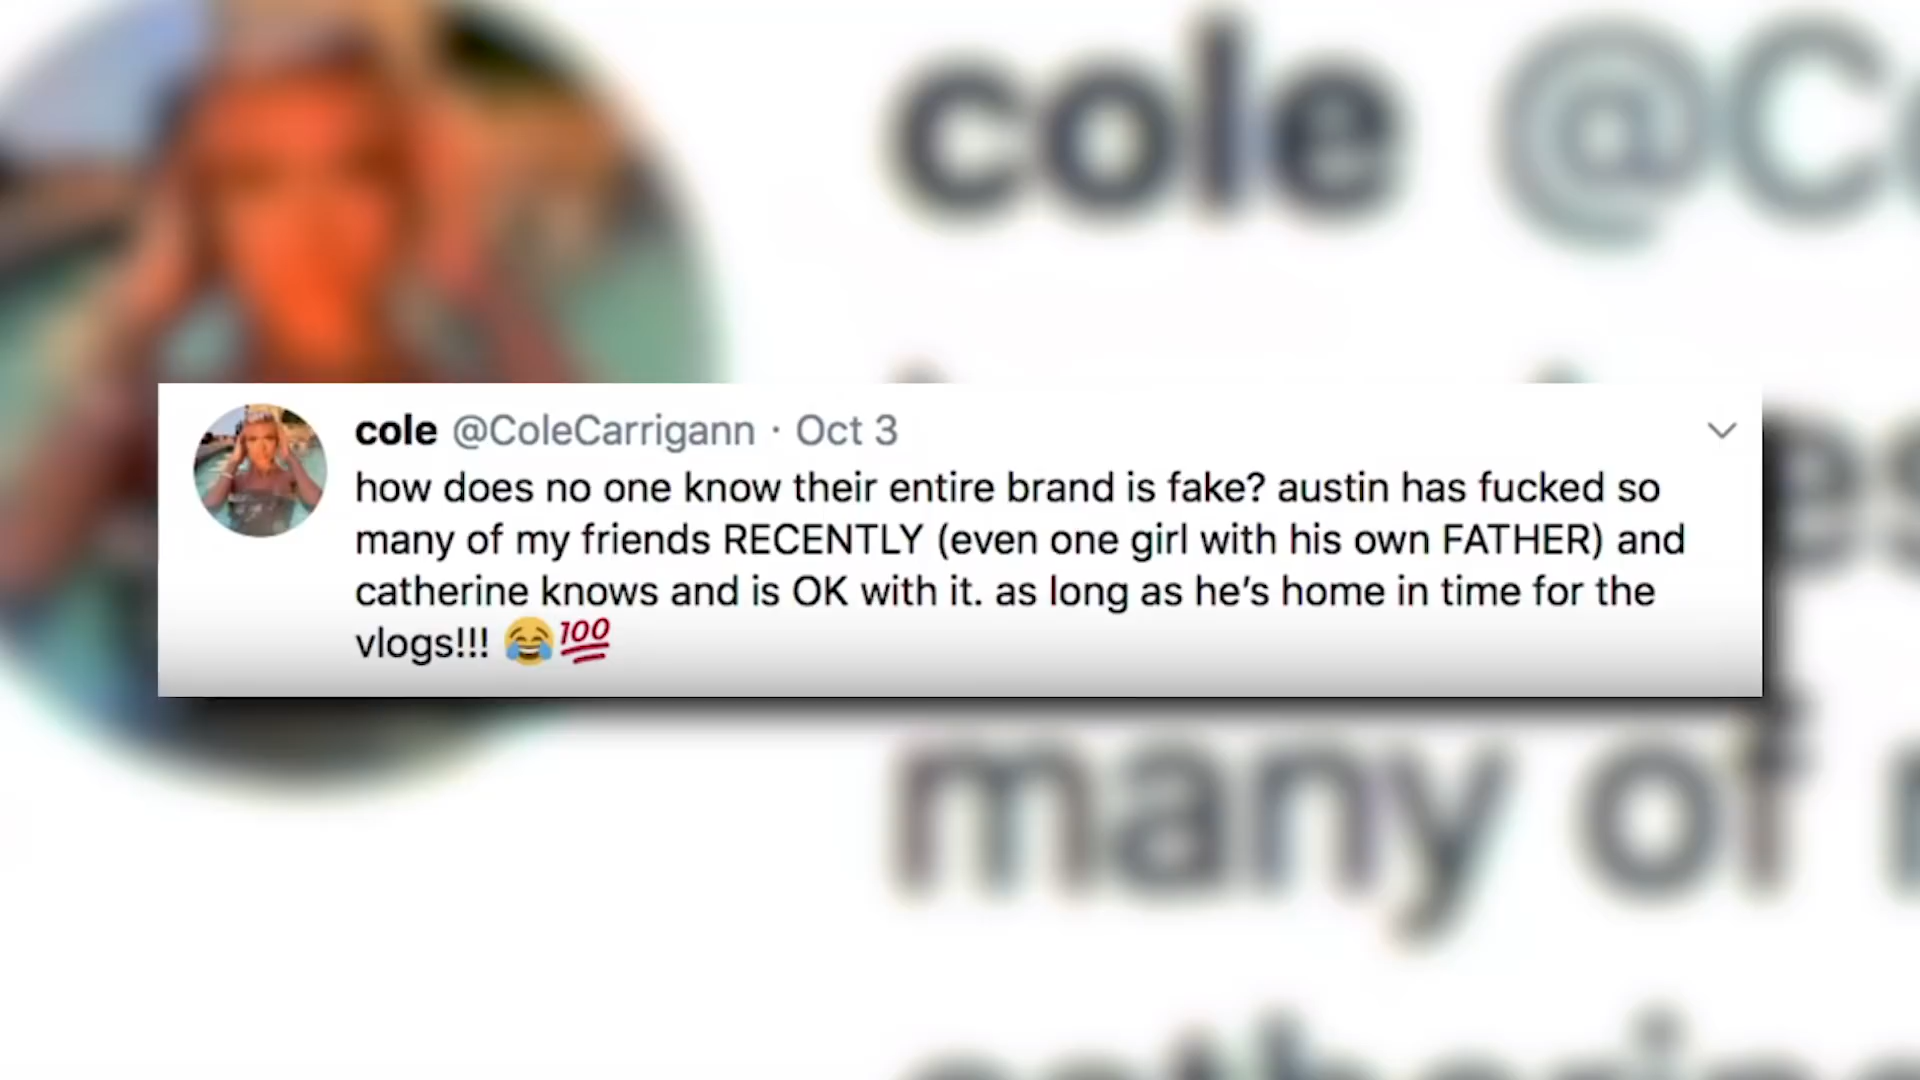 cole @C
cole @ColeCarrigann · Oct 3
how does no one know their entire brand is fake? austin has fucked so
many of my friends RECENTLY (even one girl with his own FATHER) and
catherine knows and is OK with it. as long as he's home in time for the
vlogs!!! 😂💯
many of